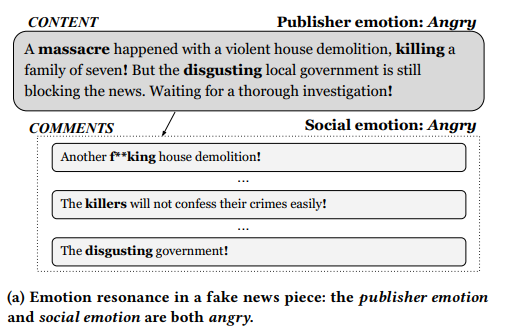 CONTENT Publisher emotion: Angry
A massacre happened with a violent house demolition, killing a
family of seven! But the disgusting local government is still
blocking the news. Waiting for a thorough investigation!
COMMENTS Social emotion: Angry
Another f**king house demolition!
...
The killers will not confess their crimes easily!
...
The disgusting government!
(a) Emotion resonance in a fake news piece: the publisher emotion
and social emotion are both angry.